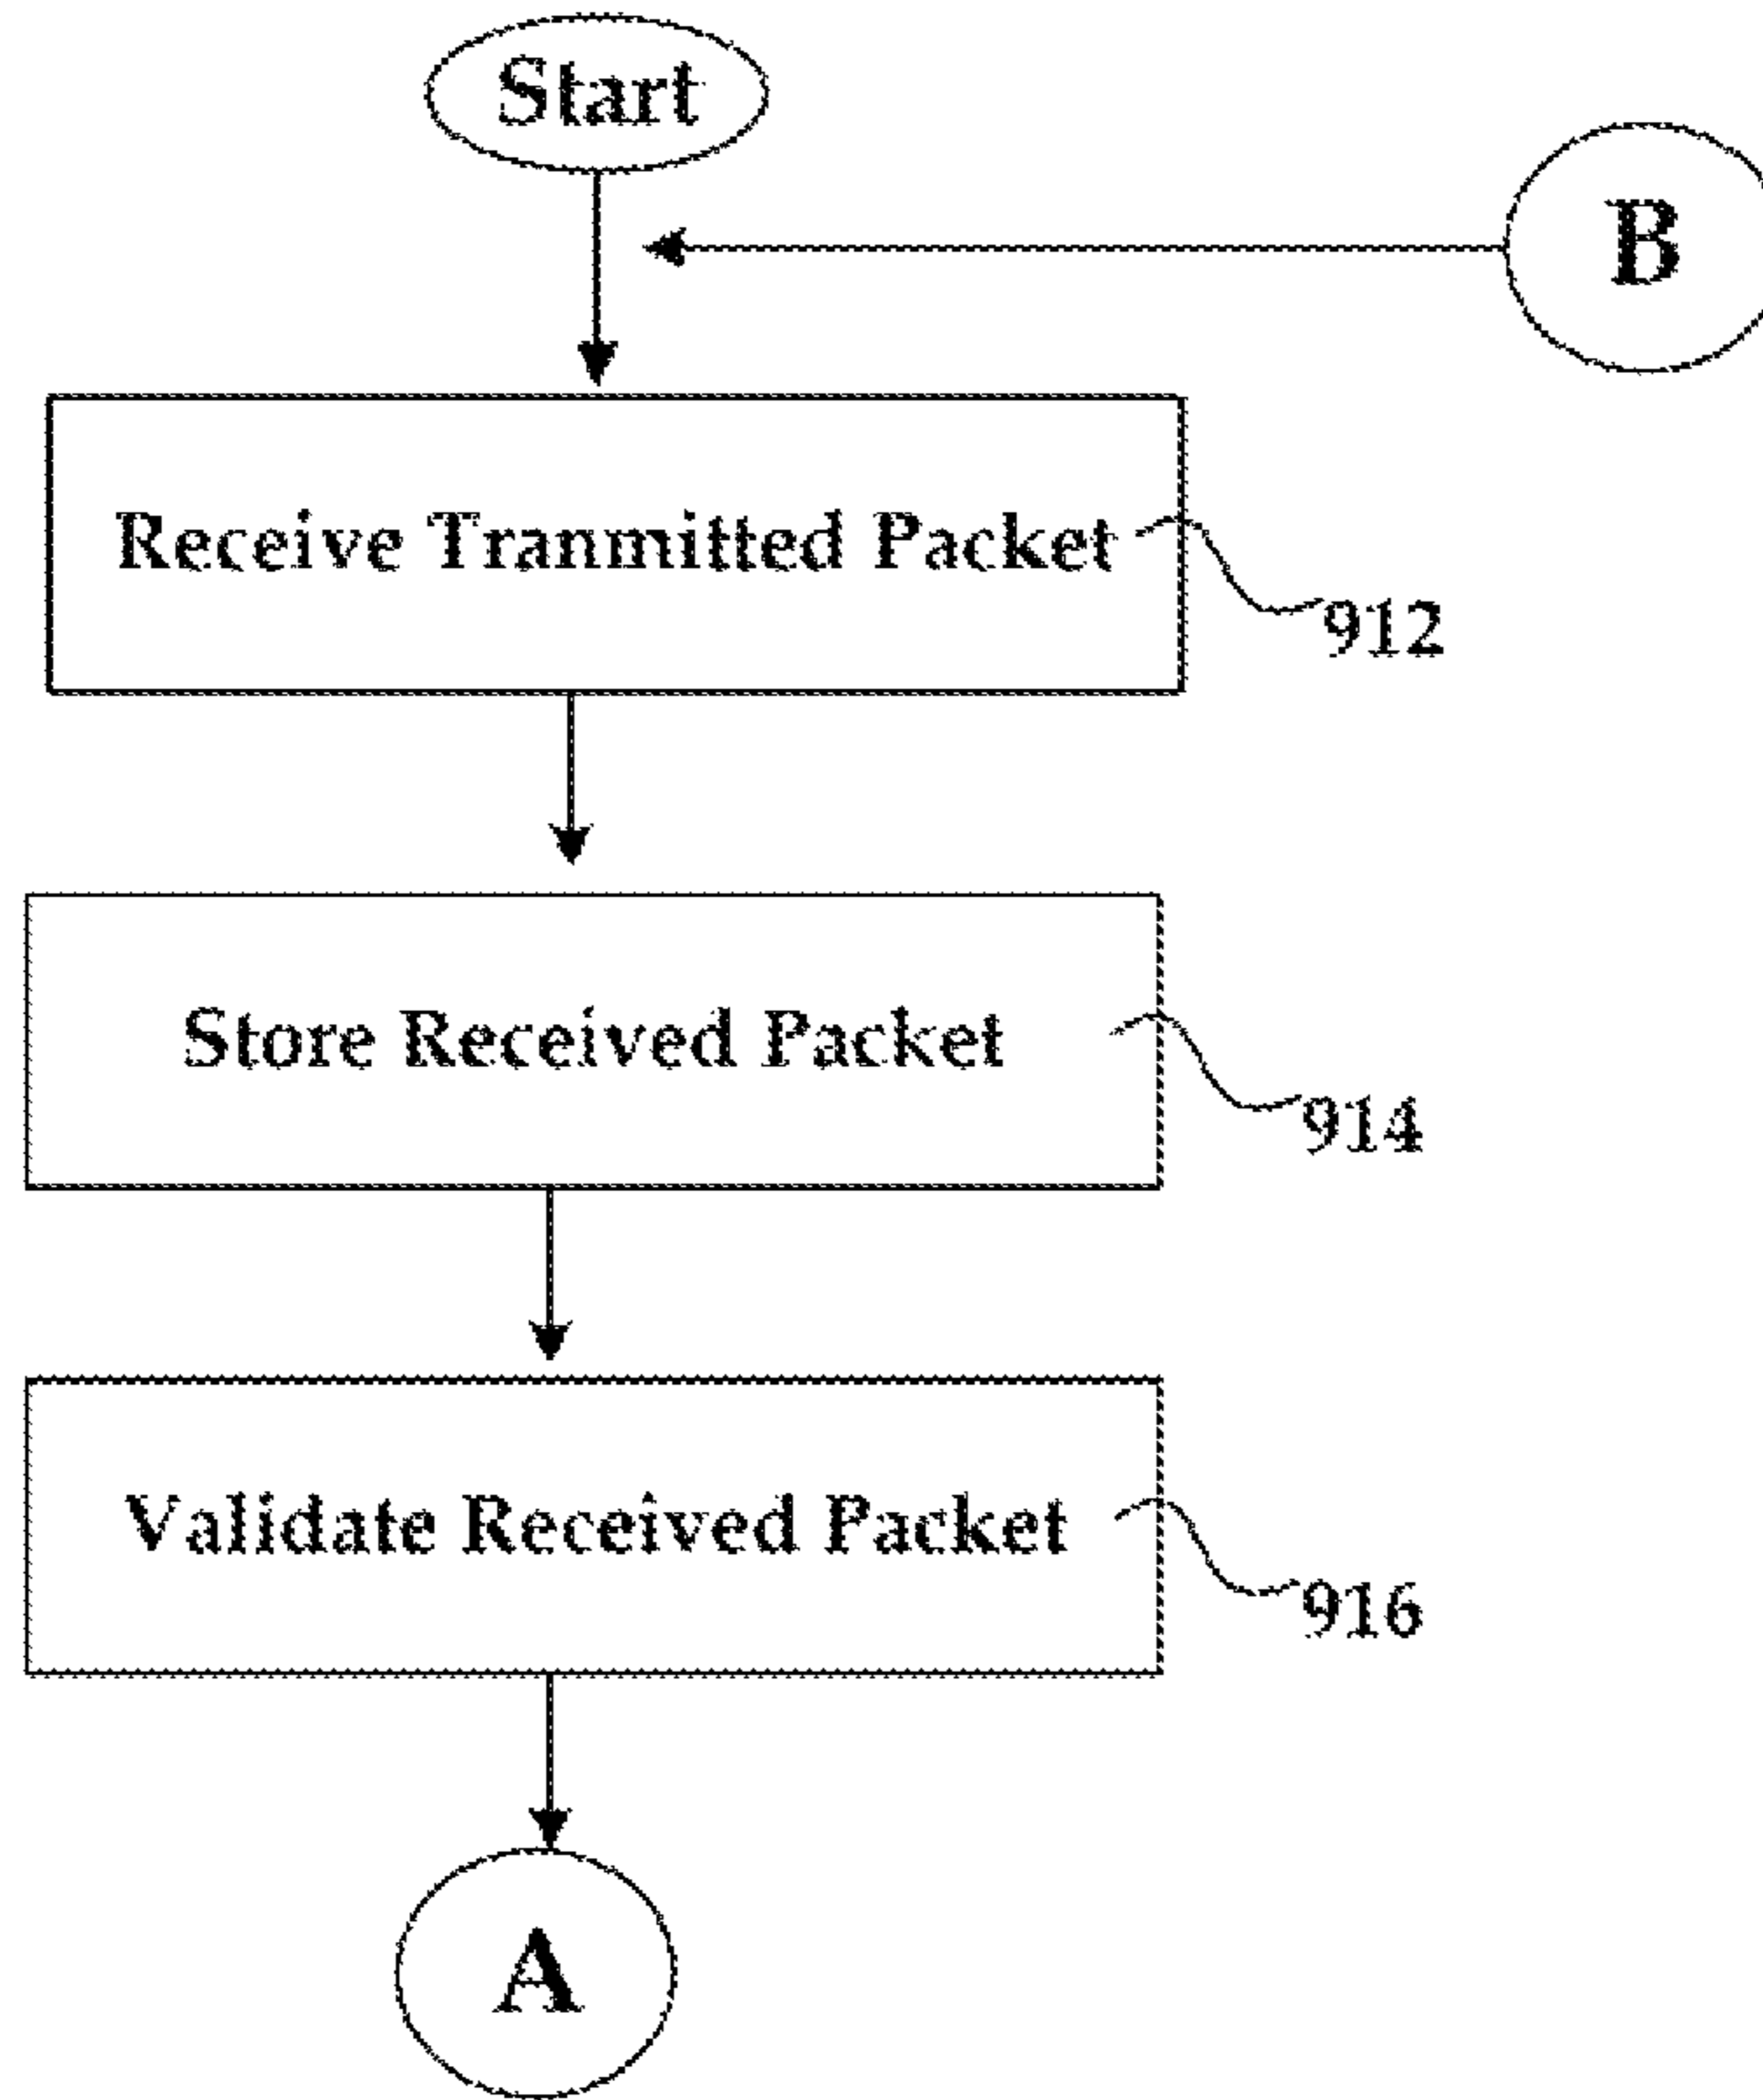 Start
B
Receive Tranmitted Packet
912
Store Received Packet
914
Validate Received Packet
916
A